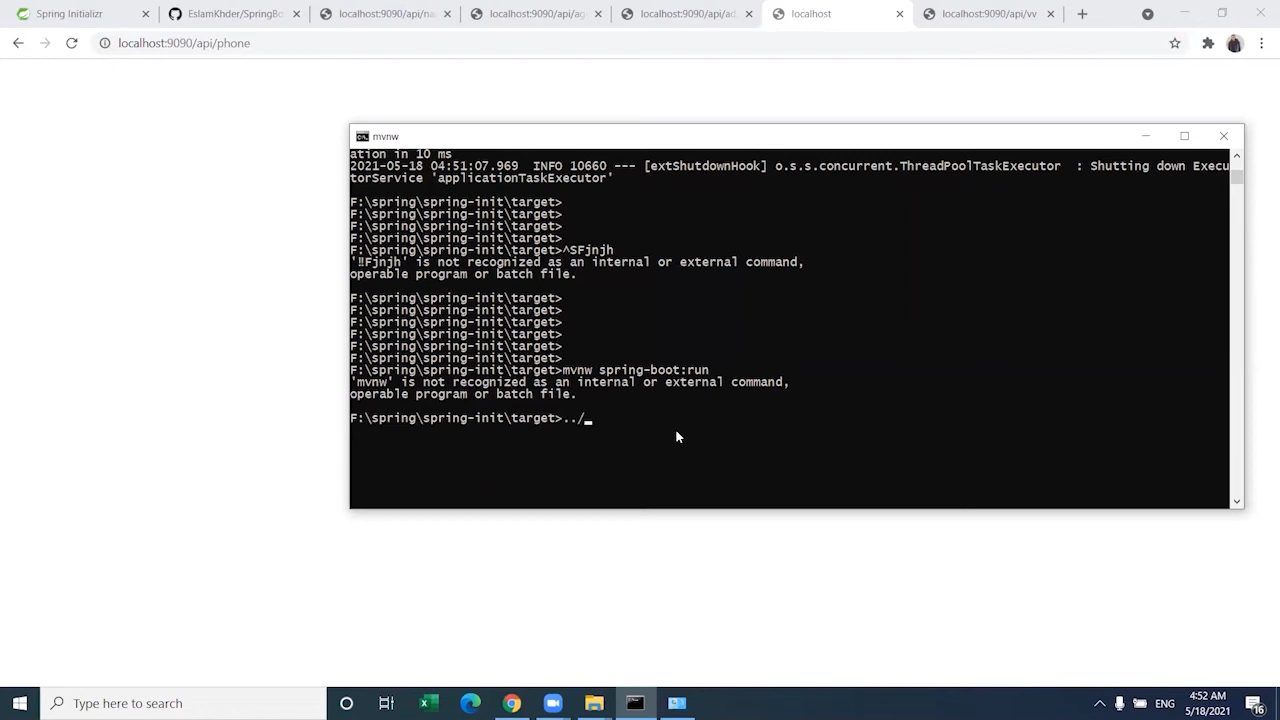 Spring Initializr
EslamKhder/SpringBo
localhost:9090/api/na
localhost:9090/api/ag
localhost:9090/api/ad
localhost
localhost:9090/api/vv
localhost:9090/api/phone
mvnw
ation in 10 ms
2021-05-18 04:51:07.969  INFO 10660 --- [extShutdownHook] o.s.s.concurrent.ThreadPoolTaskExecutor  : Shutting down Execu
torService 'applicationTaskExecutor'
F:\spring\spring-init\target>
F:\spring\spring-init\target>
F:\spring\spring-init\target>
F:\spring\spring-init\target>
F:\spring\spring-init\target>^SFjnjh
'‼Fjnjh' is not recognized as an internal or external command,
operable program or batch file.
F:\spring\spring-init\target>
F:\spring\spring-init\target>
F:\spring\spring-init\target>
F:\spring\spring-init\target>
F:\spring\spring-init\target>
F:\spring\spring-init\target>
F:\spring\spring-init\target>mvnw spring-boot:run
'mvnw' is not recognized as an internal or external command,
operable program or batch file.
F:\spring\spring-init\target>../
Type here to search
ENG
4:52 AM
5/18/2021
16